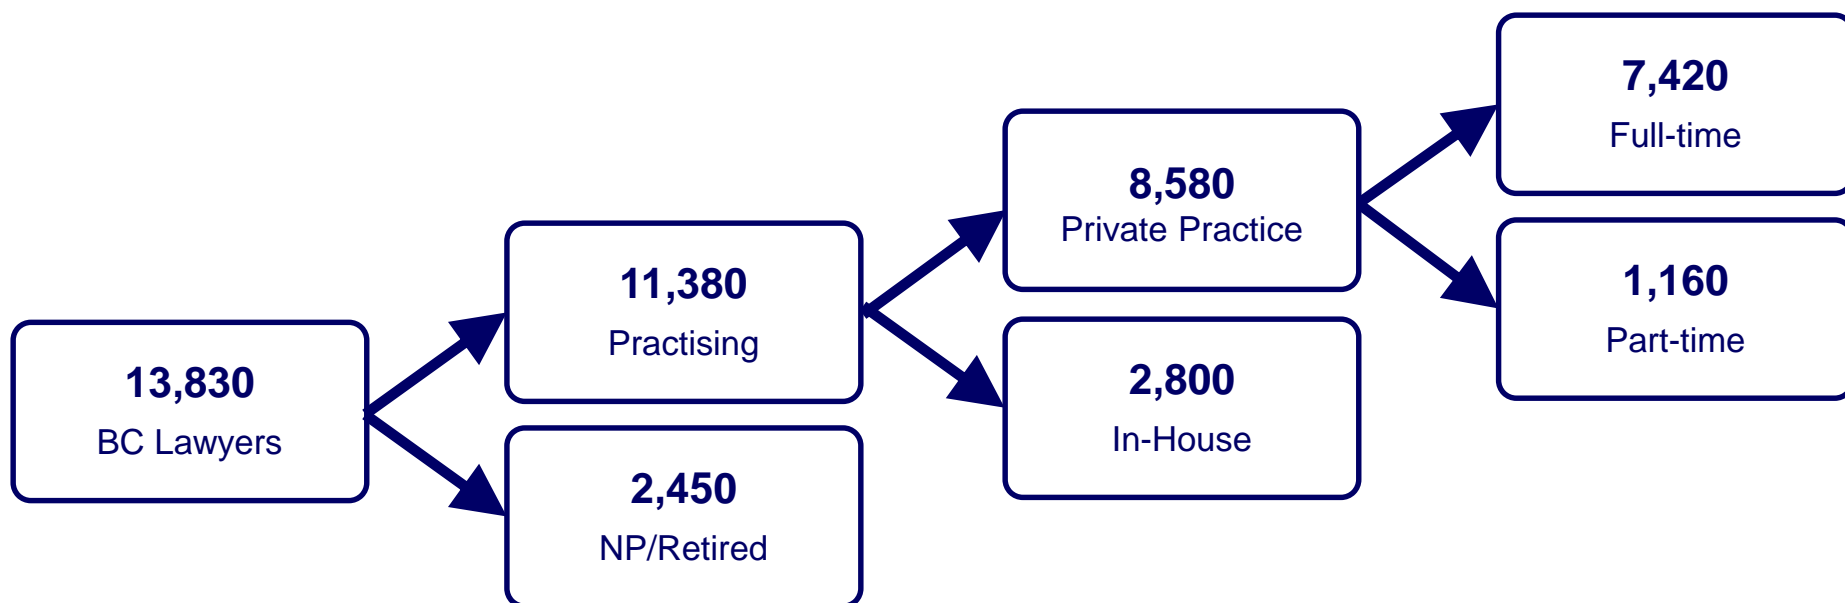 13,830
BC Lawyers
11,380
Practising
2,450
NP/Retired
8,580
Private Practice
2,800
In-House
7,420
Full-time
1,160
Part-time